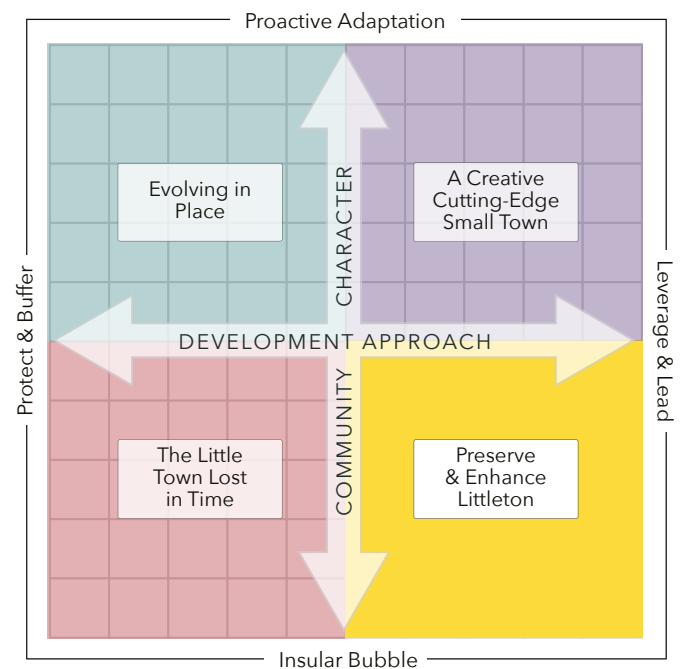 Proactive Adaptation
Evolving in
Place
A Creative
Cutting-Edge
Small Town
CHARACTER
Protect & Buffer
DEVELOPMENT APPROACH
Leverage & Lead
COMMUNITY
The Little
Town Lost
in Time
Preserve
& Enhance
Littleton
Insular Bubble